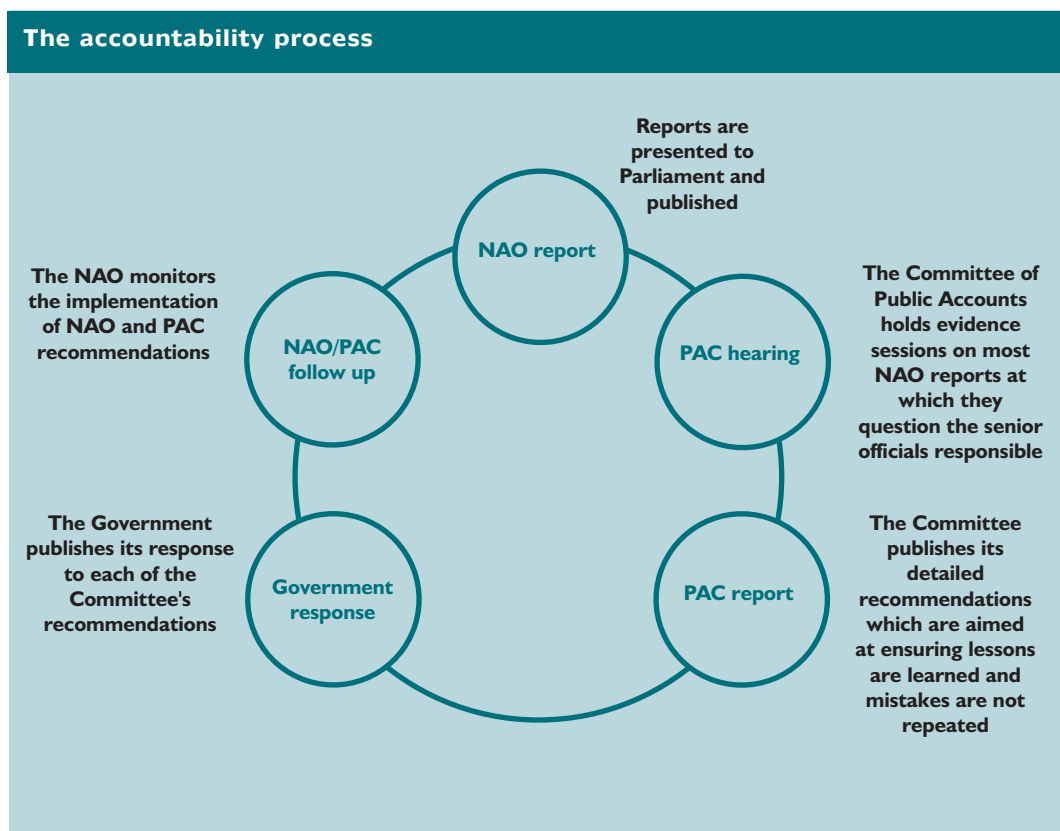 The accountability process
Reports are
presented to
Parliament and
published
NAO report
The Committee of
Public Accounts
holds evidence
sessions on most
NAO reports at
which they
question the senior
officials responsible
PAC hearing
The Committee
publishes its
detailed
recommendations
which are aimed
at ensuring lessons
are learned and
mistakes are not
repeated
PAC report
The Government
publishes its response
to each of the
Committee's
recommendations
Government
response
The NAO monitors
the implementation
of NAO and PAC
recommendations
NAO/PAC
follow up